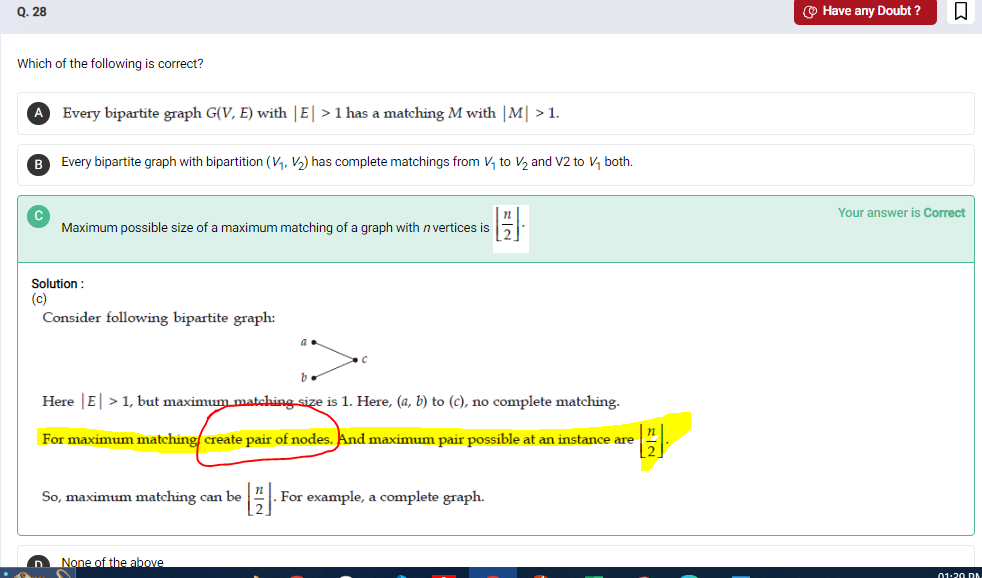 Q. 28
Have any Doubt ?
Which of the following is correct?
A Every bipartite graph G(V, E) with |E| > 1 has a matching M with |M| > 1.
B Every bipartite graph with bipartition (V₁, V₂) has complete matchings from V₁ to V₂ and V2 to V₁ both.
C
Your answer is Correct
Maximum possible size of a maximum matching of a graph with n vertices is ⌊n/2⌋.
Solution :
(c)
Consider following bipartite graph:
a
c
b
Here |E| > 1, but maximum matching size is 1. Here, (a, b) to (c), no complete matching.
For maximum matching create pair of nodes. And maximum pair possible at an instance are ⌊n/2⌋.
So, maximum matching can be ⌊n/2⌋. For example, a complete graph.
D None of the above